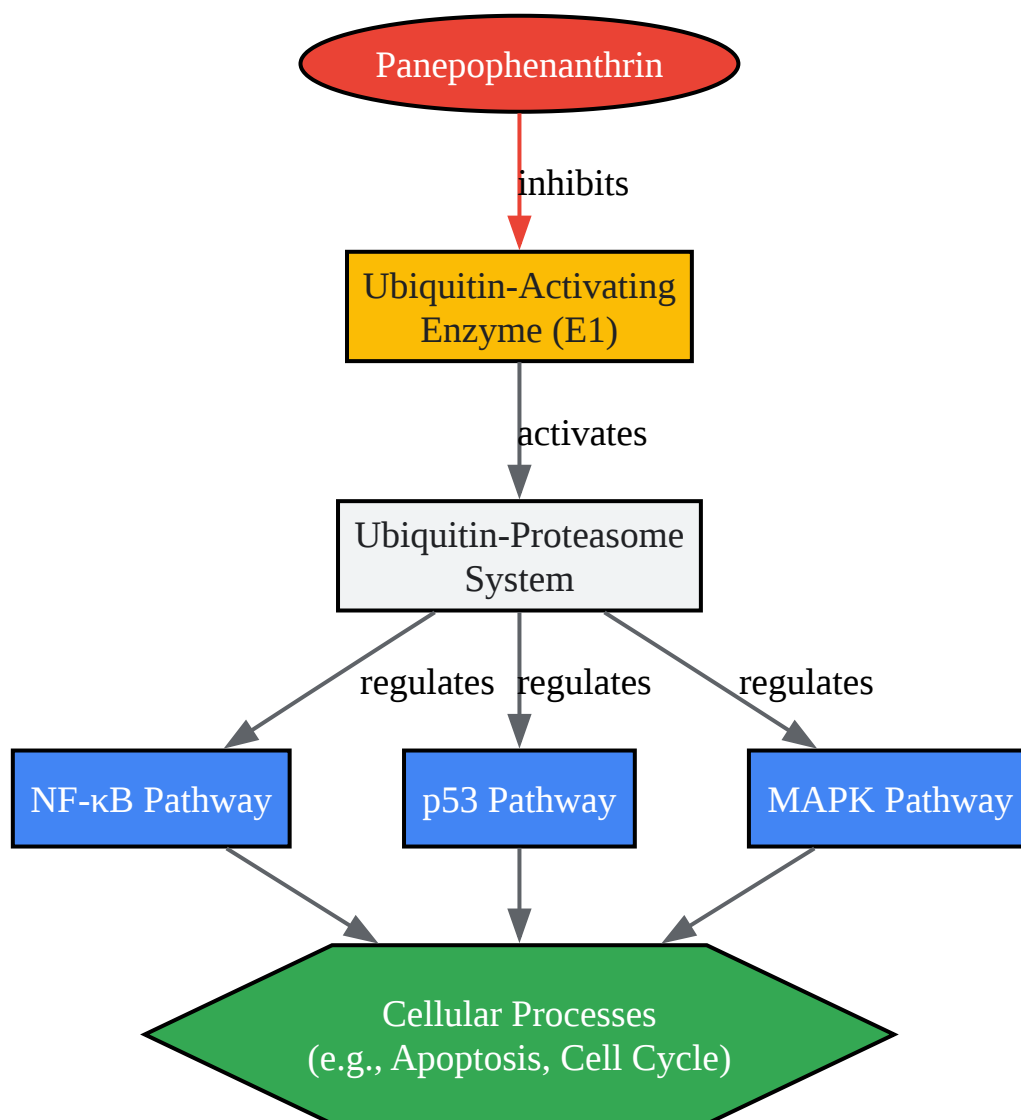 Panepophenanthrin
inhibits
Ubiquitin-Activating
Enzyme (E1)
activates
Ubiquitin-Proteasome
System
regulates
regulates
regulates
NF-κB Pathway
p53 Pathway
MAPK Pathway
Cellular Processes
(e.g., Apoptosis, Cell Cycle)